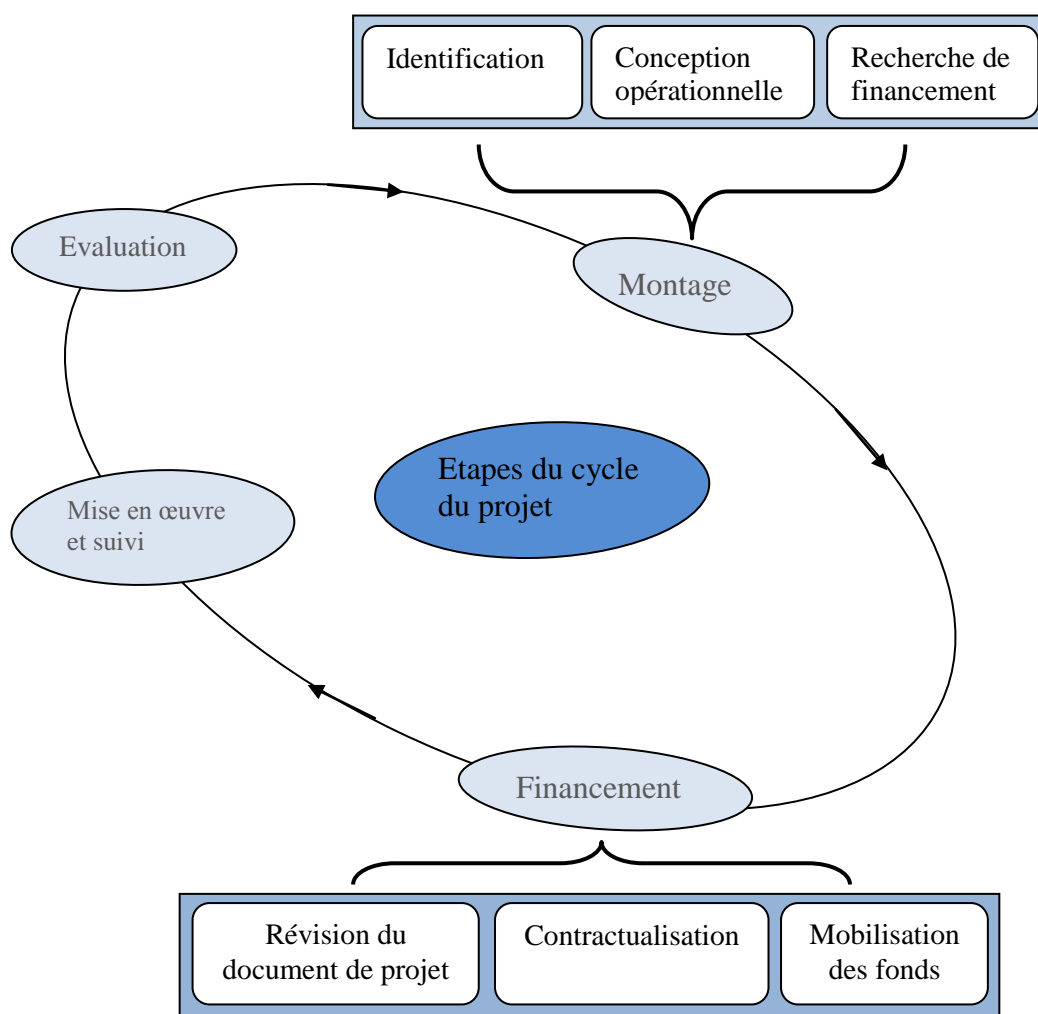 Identification
Conception
opérationnelle
Recherche de
financement
Evaluation
Montage
Etapes du cycle
du projet
Mise en œuvre
et suivi
Financement
Révision du
document de projet
Contractualisation
Mobilisation
des fonds